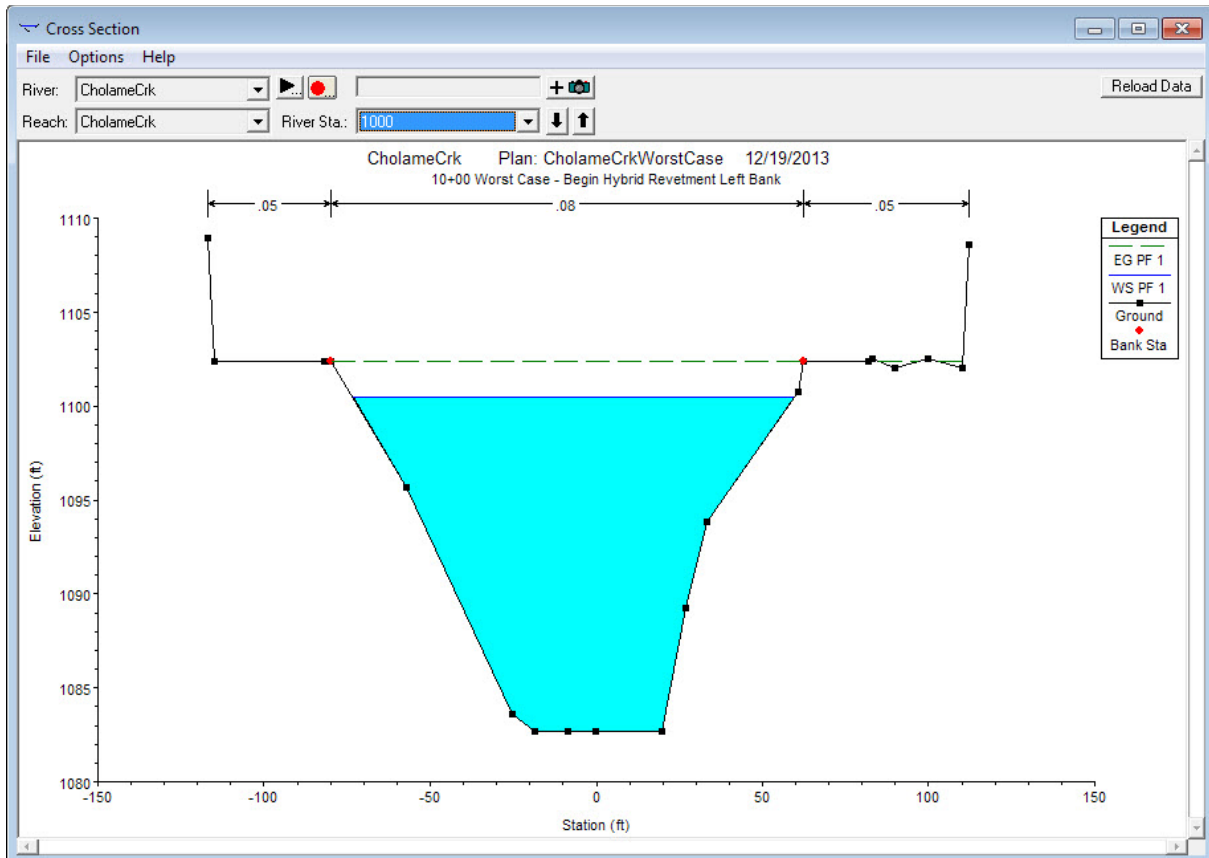 Cross Section
File Options Help
River: CholameCrk
Reload Data
Reach: CholameCrk River Sta.: 1000
CholameCrk Plan: CholameCrkWorstCase 12/19/2013
10+00 Worst Case - Begin Hybrid Revetment Left Bank
.05 .08 .05
1110
1105
1100
1095
1090
1085
1080
Elevation (ft)
-150 -100 -50 0 50 100 150
Station (ft)
Legend
EG PF 1
WS PF 1
Ground
Bank Sta